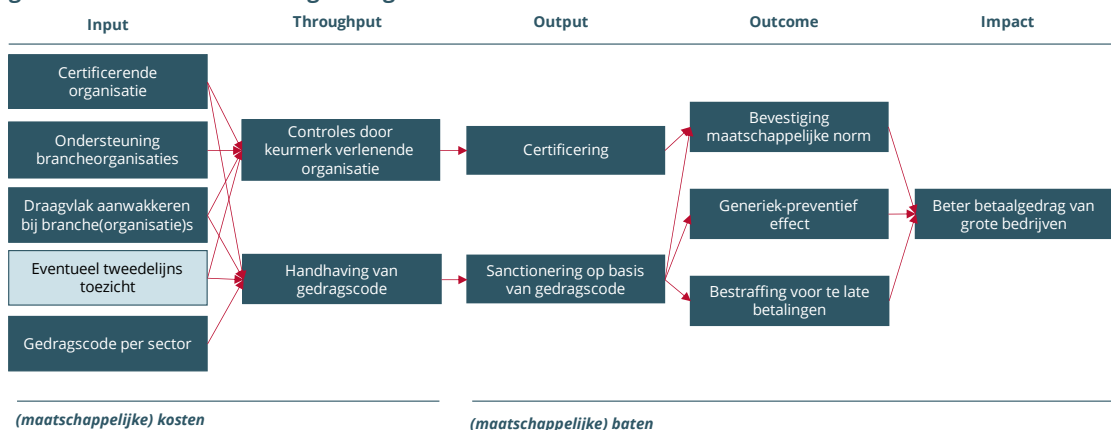 Input
Throughput
Output
Outcome
Impact
Certificerende
organisatie
Ondersteuning
brancheorganisaties
Draagvlak aanwakkeren
bij branche(organisatie)s
Eventueel tweedelijns
toezicht
Gedragscode per sector
Controles door
keurmerk verlenende
organisatie
Handhaving van
gedragscode
Certificering
Sanctionering op basis
van gedragscode
Bevestiging
maatschappelijke norm
Generiek-preventief
effect
Bestraffing voor te late
betalingen
Beter betaalgedrag van
grote bedrijven
(maatschappelijke) kosten
(maatschappelijke) baten